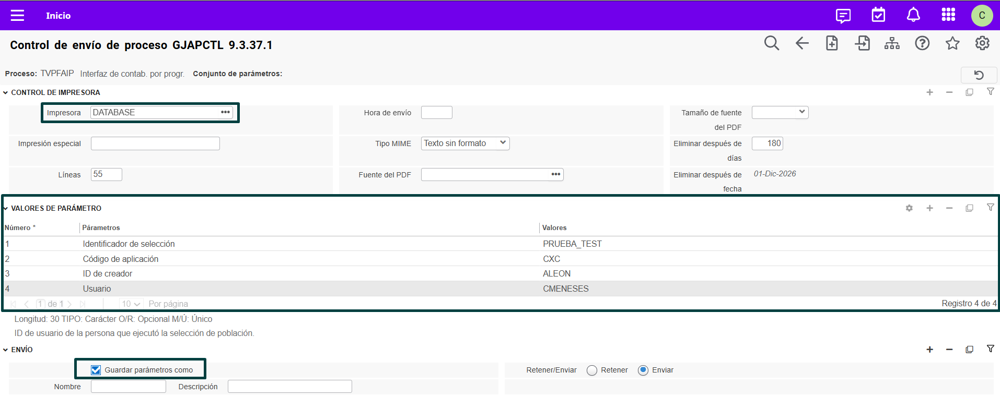 Inicio
C
Control de envío de proceso GJAPCTL 9.3.37.1
Proceso: TVPFAIP Interfaz de contab. por progr. Conjunto de parámetros:
CONTROL DE IMPRESORA
Impresora DATABASE ••• Hora de envío Tamaño de fuente del PDF
Impresión especial Tipo MIME Texto sin formato Eliminar después de días 180
Líneas 55 Fuente del PDF ••• Eliminar después de fecha 01-Dic-2026
VALORES DE PARÁMETRO
Número * Párametros Valores
1 Identificador de selección PRUEBA_TEST
2 Código de aplicación CXC
3 ID de creador ALEON
4 Usuario CMENESES
1 de 1 10 Por página Registro 4 de 4
Longitud: 30 TIPO: Carácter O/R: Opcional M/Ú: Único
ID de usuario de la persona que ejecutó la selección de población.
ENVÍO
Guardar parámetros como Retener/Enviar Retener Enviar
Nombre Descripción